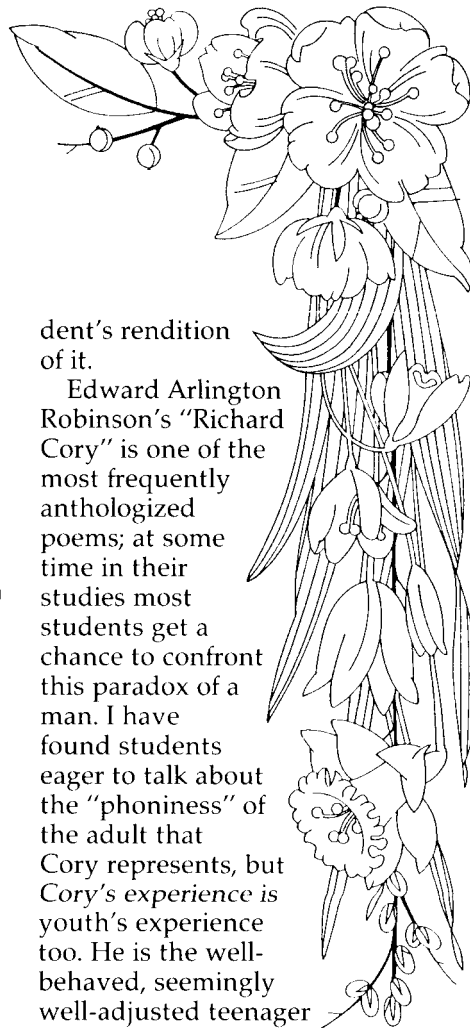 dent's rendition
of it.
Edward Arlington
Robinson's "Richard
Cory" is one of the
most frequently
anthologized
poems; at some
time in their
studies most
students get a
chance to confront
this paradox of a
man. I have
found students
eager to talk about
the "phoniness" of
the adult that
Cory represents, but
Cory's experience is
youth's experience
too. He is the well-
behaved, seemingly
well-adjusted teenager